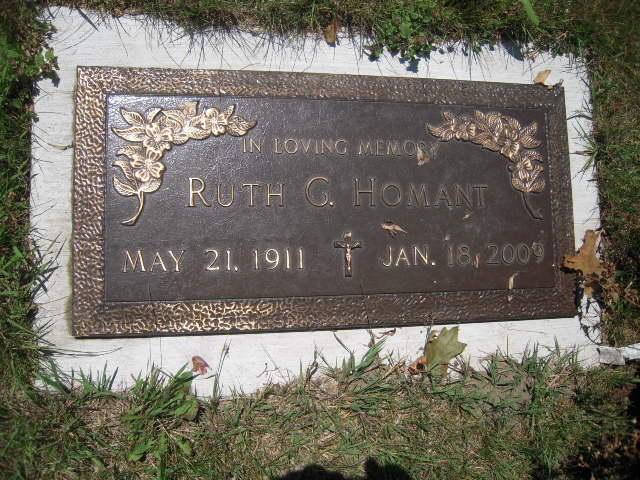 IN LOVING MEMORY
RUTH G. HOMANT
MAY 21, 1911 JAN. 18, 2009